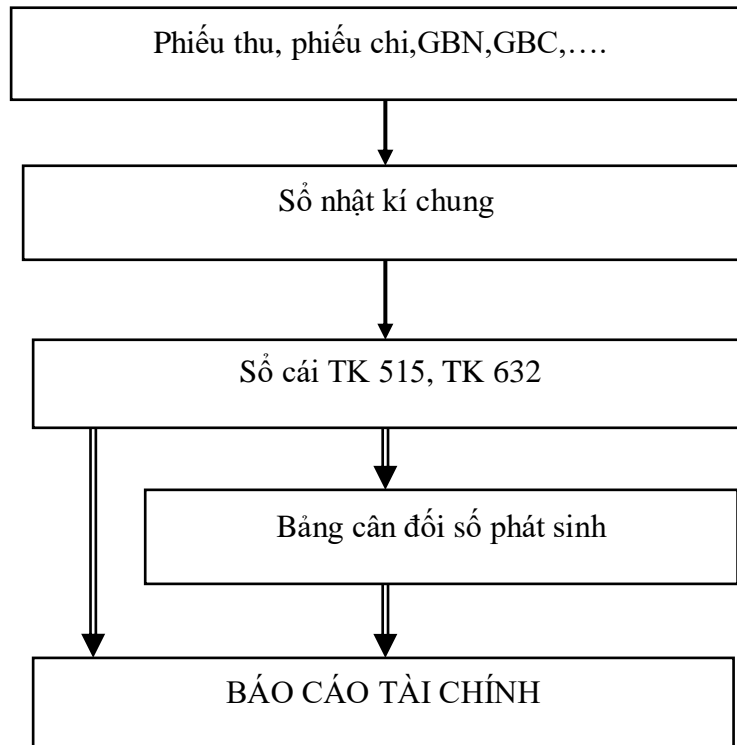 Phiếu thu, phiếu chi,GBN,GBC,….
Sổ nhật kí chung
Sổ cái TK 515, TK 632
Bảng cân đối số phát sinh
BÁO CÁO TÀI CHÍNH